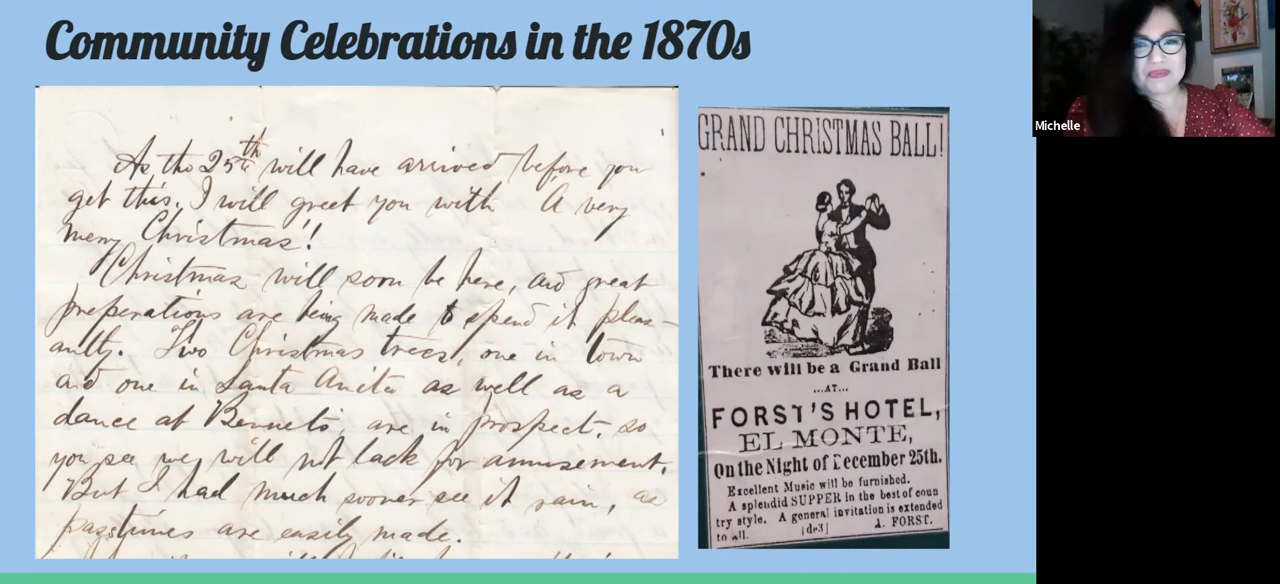 Community Celebrations in the 1870s
As the 25th will have arrived before you
get this. I will greet you with "A very
merry Christmas"!
Christmas will soon be here, and great
preperations are being made to spend it pleas-
antly. Two Christmas trees, one in town
and one in Santa Anita as well as a
dance at Bennets, are in prospect, so
you see we will not lack for amusement.
But I had much sooner see it rain, as
pasetimes are easily made.
GRAND CHRISTMAS BALL!
There will be a Grand Ball
...AT...
FORST'S HOTEL,
EL MONTE,
On the Night of December 25th.
Excellent Music will be furnished.
A splendid SUPPER in the best of coun
try style. A general invitation is extended
to all. [de3] A. FORST.
Michelle